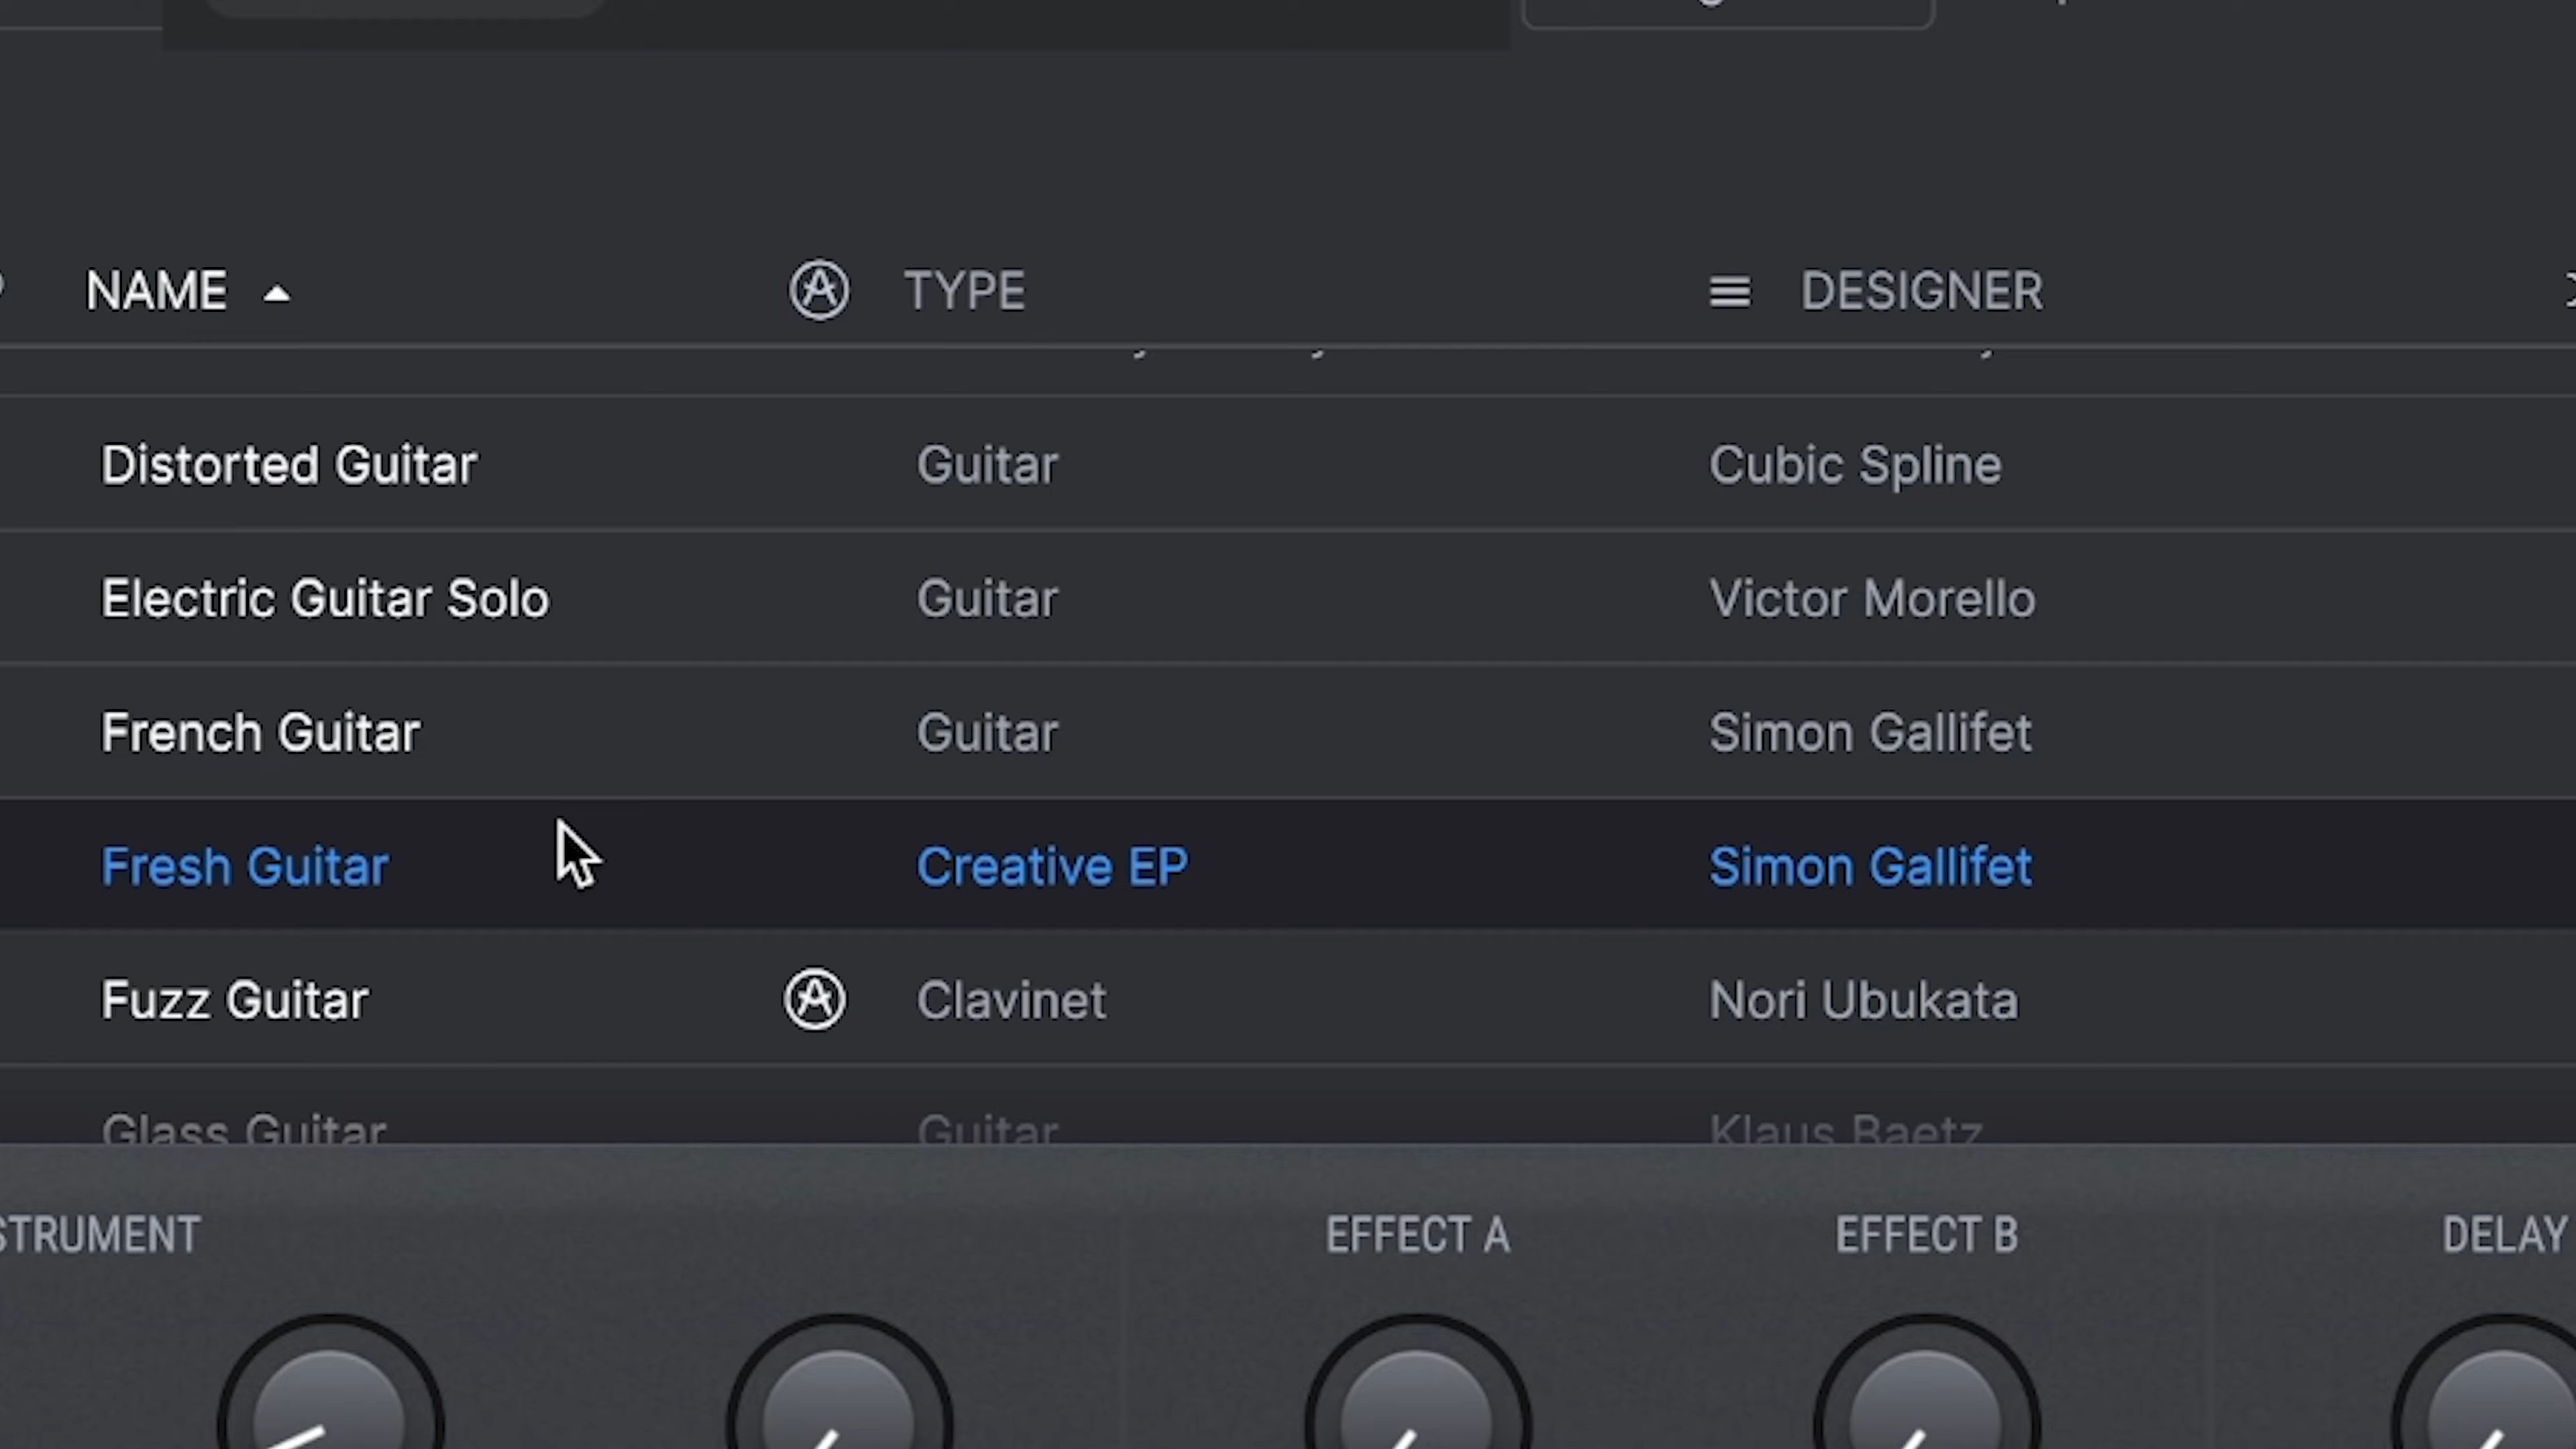 NAME TYPE DESIGNER
Distorted Guitar Guitar Cubic Spline
Electric Guitar Solo Guitar Victor Morello
French Guitar Guitar Simon Gallifet
Fresh Guitar Creative EP Simon Gallifet
Fuzz Guitar Clavinet Nori Ubukata
Glass Guitar Guitar Klaus Baetz
STRUMENT EFFECT A EFFECT B DELAY